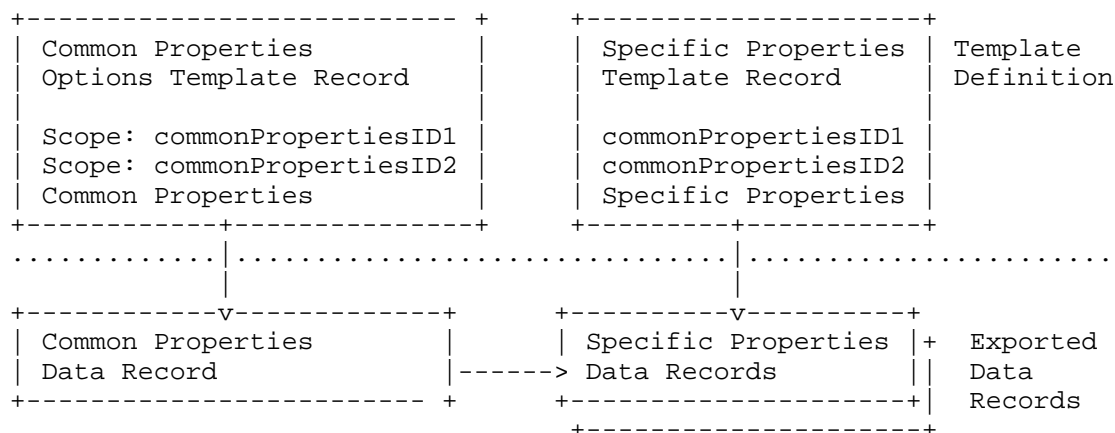 Common Properties Specific Properties Template
Options Template Record Template Record Definition
Scope: commonPropertiesID1 commonPropertiesID1
Scope: commonPropertiesID2 commonPropertiesID2
Common Properties Specific Properties
Common Properties Specific Properties Exported
Data Record Data Records Data
Records